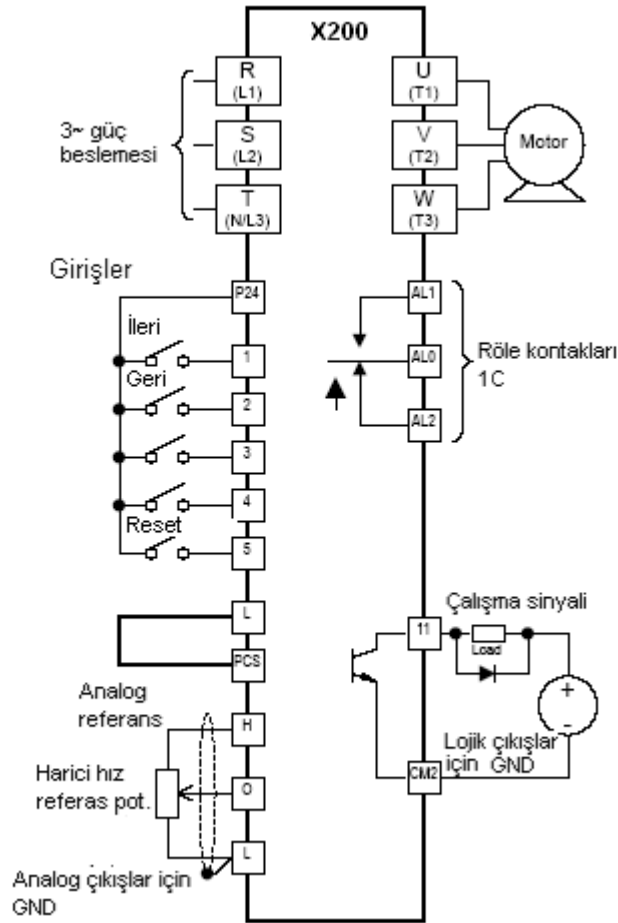 X200
R
(L1)
S
(L2)
T
(N/L3)
3~ güç
beslemesi
U
(T1)
V
(T2)
W
(T3)
Motor
Girişler
P24
İleri
1
Geri
2
3
4
Reset
5
AL1
AL0
AL2
Röle kontakları
1C
L
PCS
Analog
referans
H
Harici hız
referas pot.
O
L
Analog çıkışlar için
GND
Çalışma sinyali
11
Load
+
-
Lojik çıkışlar
için GND
CM2